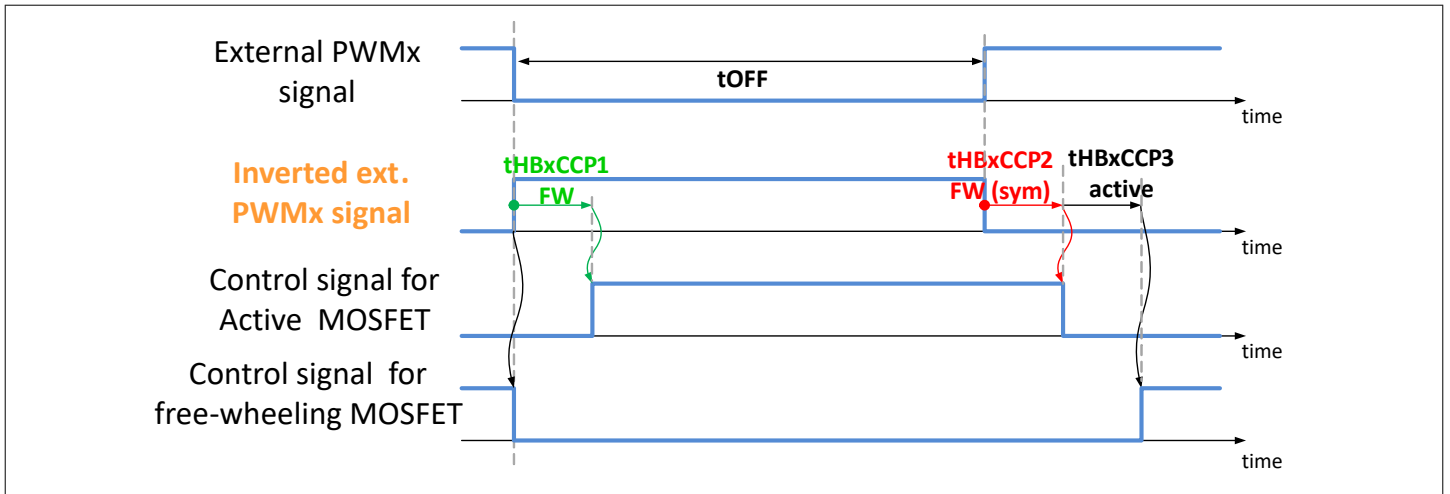 External PWMx
signal
tOFF
time
Inverted ext.
PWMx signal
tHBxCCP1
FW
tHBxCCP2
FW (sym)
tHBxCCP3
active
time
Control signal for
Active MOSFET
time
Control signal for
free-wheeling MOSFET
time